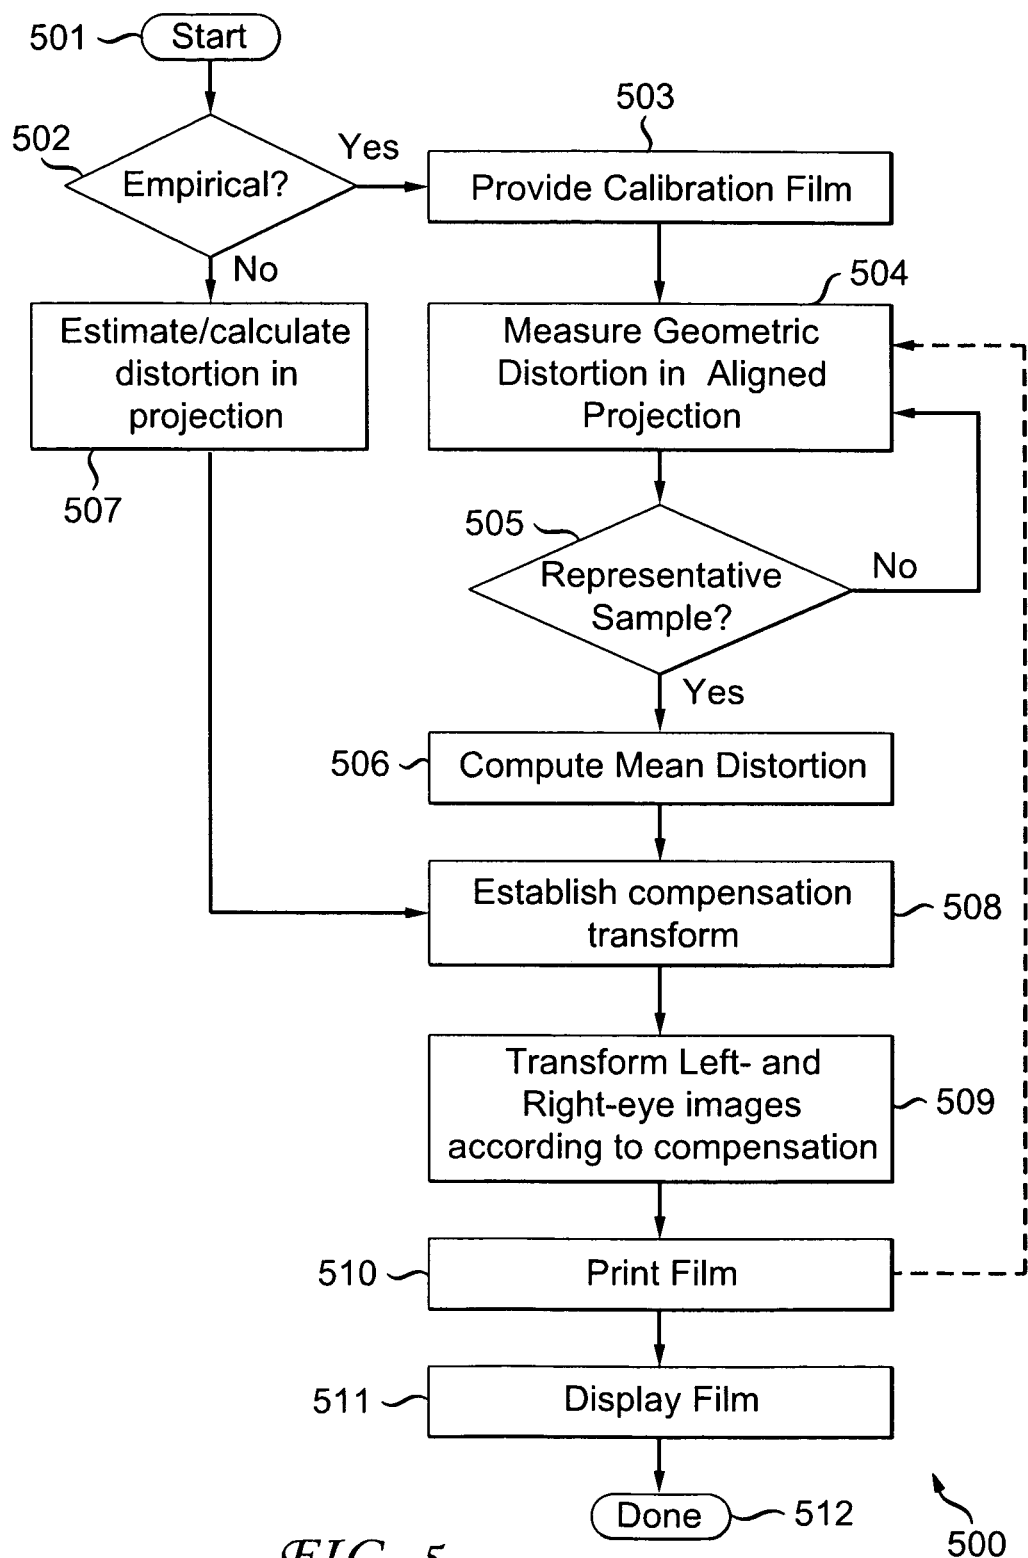 501
Start
502
Empirical?
Yes
503
Provide Calibration Film
No
504
Estimate/calculate
distortion in
projection
507
Measure Geometric
Distortion in Aligned
Projection
505
Representative
Sample?
No
Yes
506
Compute Mean Distortion
Establish compensation
transform
508
Transform Left- and
Right-eye images
according to compensation
509
510
Print Film
511
Display Film
Done
512
500
FIG. 5